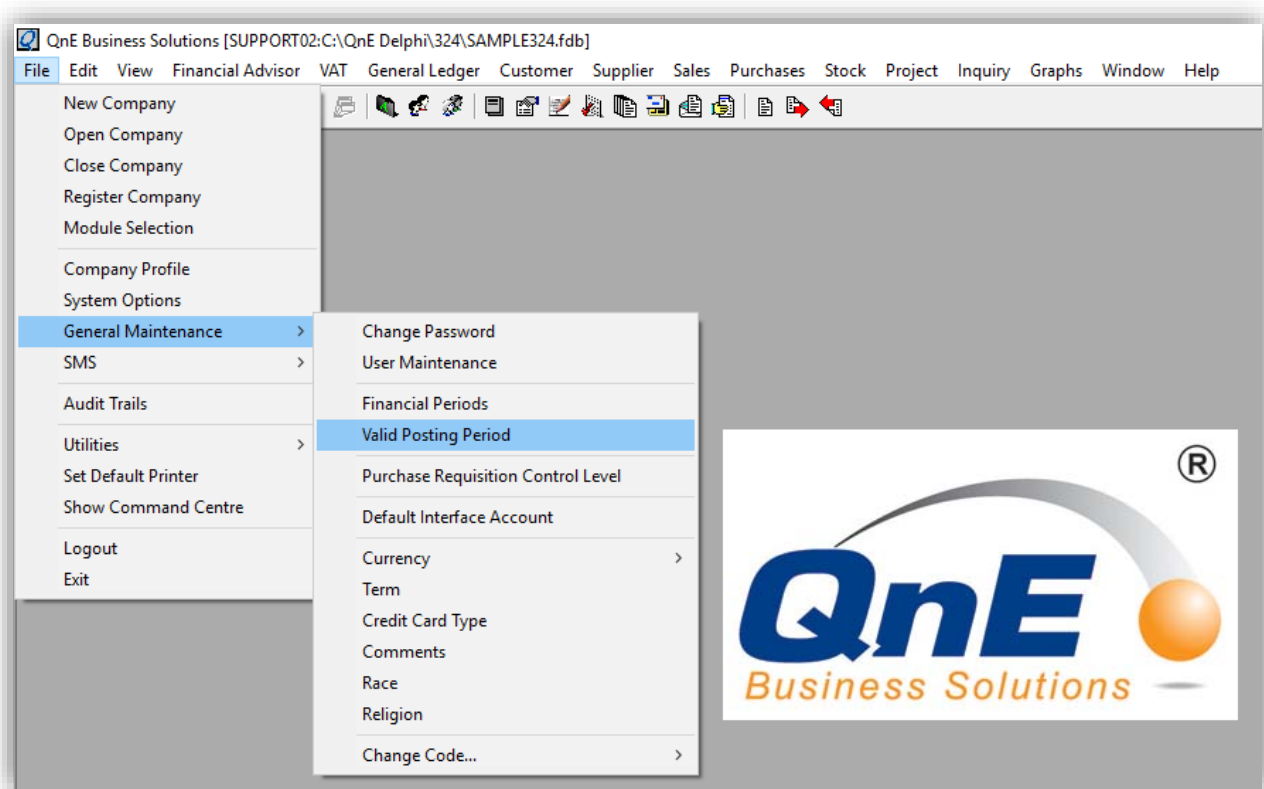 QnE Business Solutions [SUPPORT02:C:\QnE Delphi\324\SAMPLE324.fdb]
File Edit View Financial Advisor VAT General Ledger Customer Supplier Sales Purchases Stock Project Inquiry Graphs Window Help
New Company
Open Company
Close Company
Register Company
Module Selection
Company Profile
System Options
General Maintenance >
SMS >
Audit Trails
Utilities >
Set Default Printer
Show Command Centre
Logout
Exit
Change Password
User Maintenance
Financial Periods
Valid Posting Period
Purchase Requisition Control Level
Default Interface Account
Currency >
Term
Credit Card Type
Comments
Race
Religion
Change Code... >
®
QnE
Business Solutions